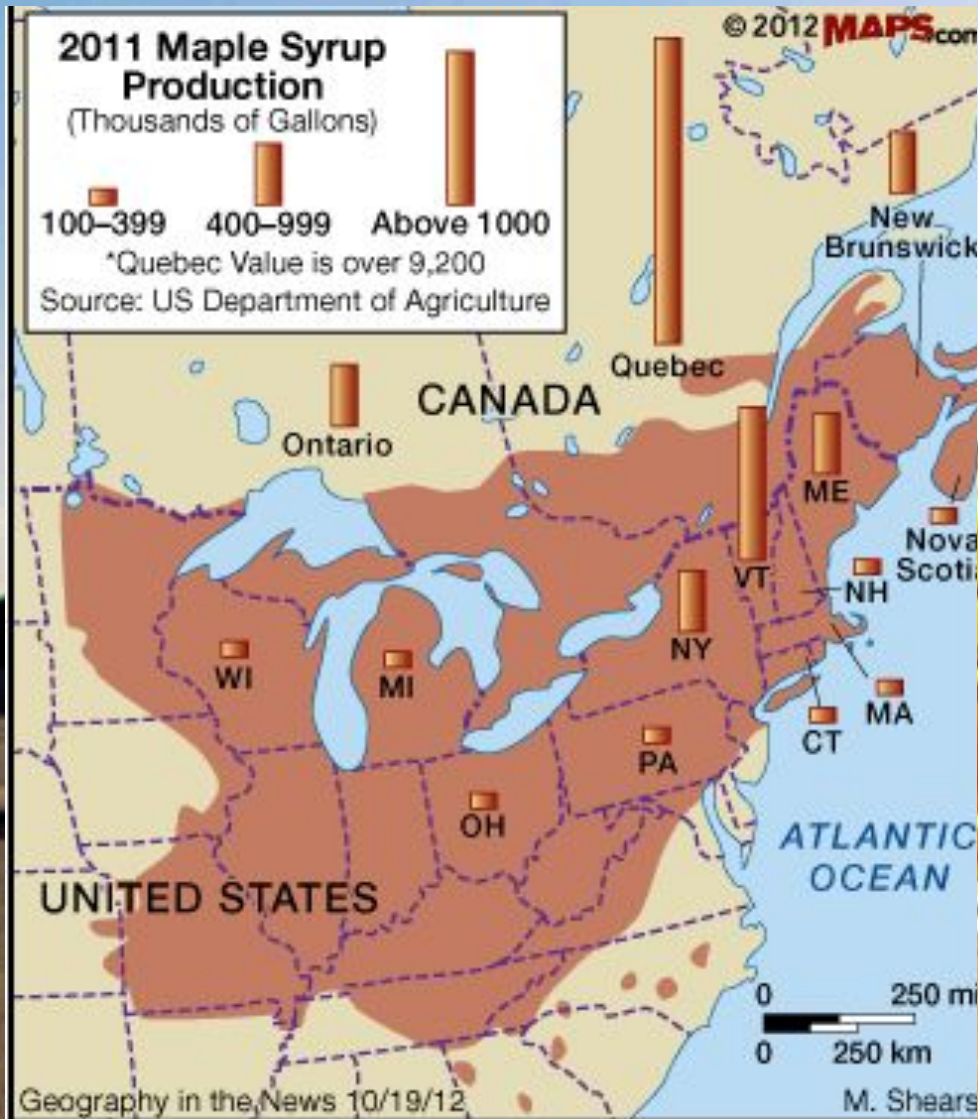 2011 Maple Syrup
Production
(Thousands of Gallons)
100–399 400–999 Above 1000
*Quebec Value is over 9,200
Source: US Department of Agriculture
© 2012 MAPS.com
New
Brunswick
Quebec
CANADA
Ontario
ME
Nova
Scoti
VT
NH
NY
WI
MI
MA
CT
PA
OH
ATLANTIC
OCEAN
UNITED STATES
0 250 mi
0 250 km
Geography in the News 10/19/12
M. Shears